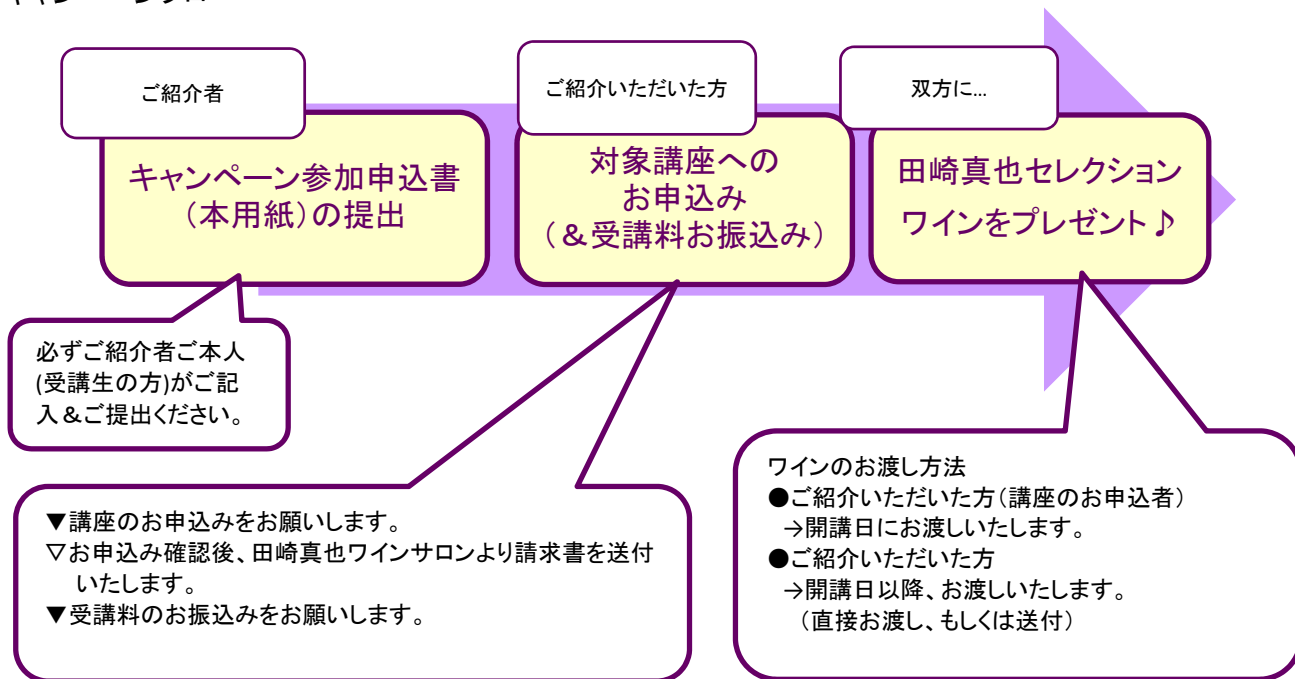 ご紹介者
キャンペーン参加申込書
（本用紙）の提出
ご紹介いただいた方
対象講座への
お申込み
（＆受講料お振込み）
双方に...
田崎真也セレクション
ワインをプレゼント♪
必ずご紹介者ご本人
(受講生の方)がご記
入＆ご提出ください。
▼講座のお申込みをお願いします。
▽お申込み確認後、田崎真也ワインサロンより請求書を送付
いたします。
▼受講料のお振込みをお願いします。
ワインのお渡し方法
●ご紹介いただいた方（講座のお申込者）
→開講日にお渡しいたします。
●ご紹介いただいた方
→開講日以降、お渡しいたします。
（直接お渡し、もしくは送付）